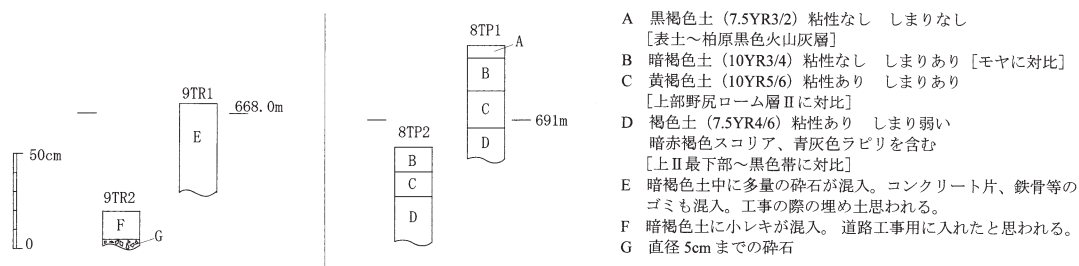 9TR1
668.0m
E
50cm
0
9TR2
F
G
8TP1
A
B
C
691m
D
8TP2
B
C
D
A 黒褐色土（7.5YR3/2）粘性なし しまりなし
[表土～柏原黒色火山灰層]
B 暗褐色土（10YR3/4）粘性なし しまりあり［モヤに対比］
C 黄褐色土（10YR5/6）粘性あり しまりあり
[上部野尻ローム層Ⅱに対比]
D 褐色土（7.5YR4/6）粘性あり しまり弱い
暗赤褐色スコリア、青灰色ラピリを含む
[上Ⅱ最下部～黒色帯に対比]
E 暗褐色土中に多量の砕石が混入。コンクリート片、鉄骨等の
ゴミも混入。工事の際の埋め土思われる。
F 暗褐色土に小レキが混入。 道路工事用に入れたと思われる。
G 直径 5cm までの砕石